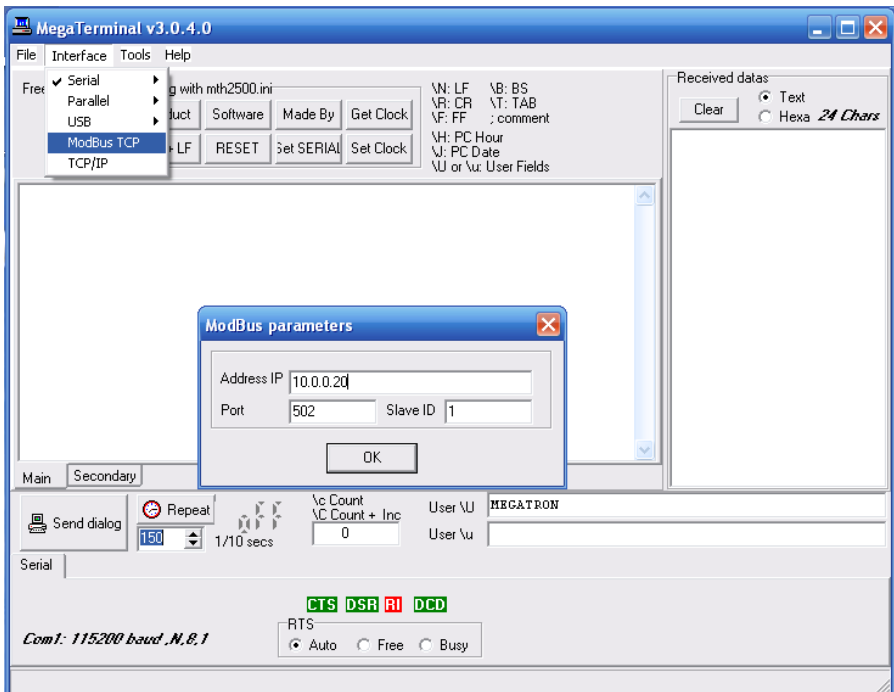 MegaTerminal v3.0.4.0
File Interface Tools Help
Serial
Parallel
USB
ModBus TCP
TCP/IP
Free
g with mth2500.ini
duct Software Made By Get Clock
LF RESET Set SERIAL Set Clock
\N: LF \B: BS
\R: CR \T: TAB
\F: FF ; comment
\H: PC Hour
\J: PC Date
\U or \u: User Fields
Received datas
Clear
Text
Hexa 24 Chars
ModBus parameters
Address IP 10.0.0.20
Port 502 Slave ID 1
OK
Main Secondary
Send dialog
Repeat
150
off
1/10 secs
\c Count
\C Count + Inc
0
User \U MEGATRON
User \u
Serial
CTS DSR RI DCD
RTS
Com1: 115200 baud ,N,8,1
Auto Free Busy